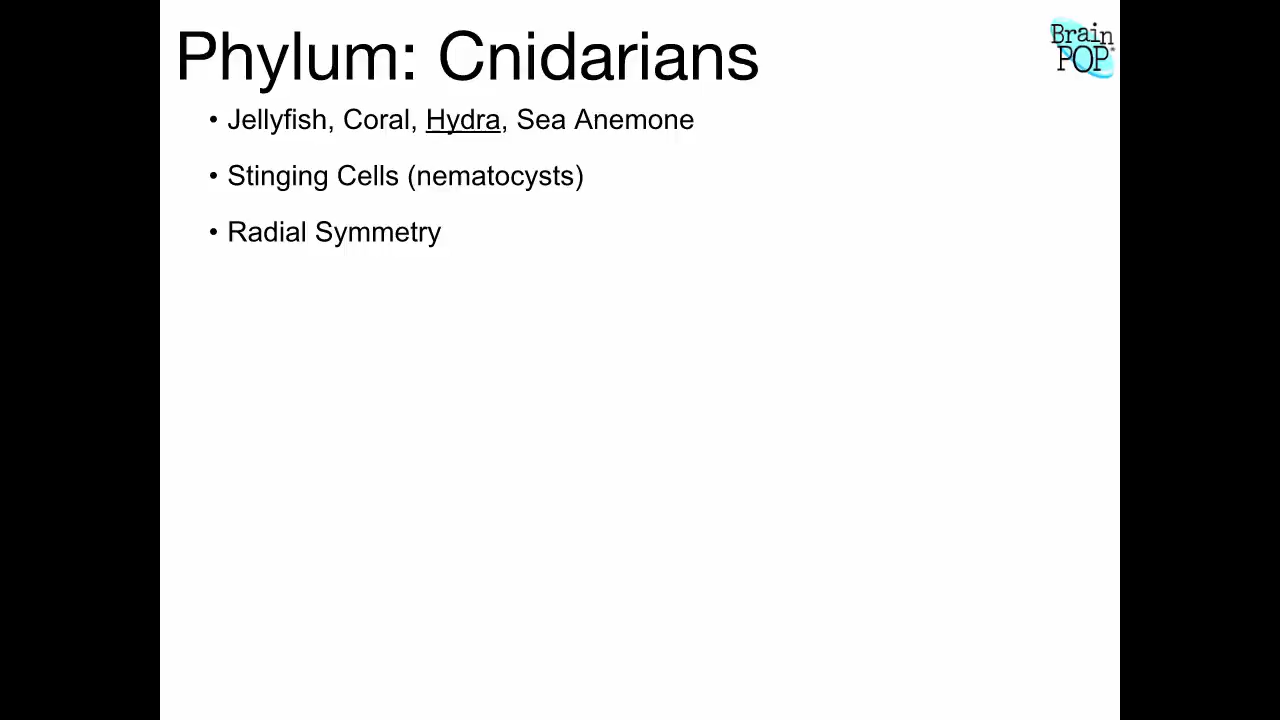 Phylum: Cnidarians
Brain
POP®
• Jellyfish, Coral, Hydra, Sea Anemone
• Stinging Cells (nematocysts)
• Radial Symmetry